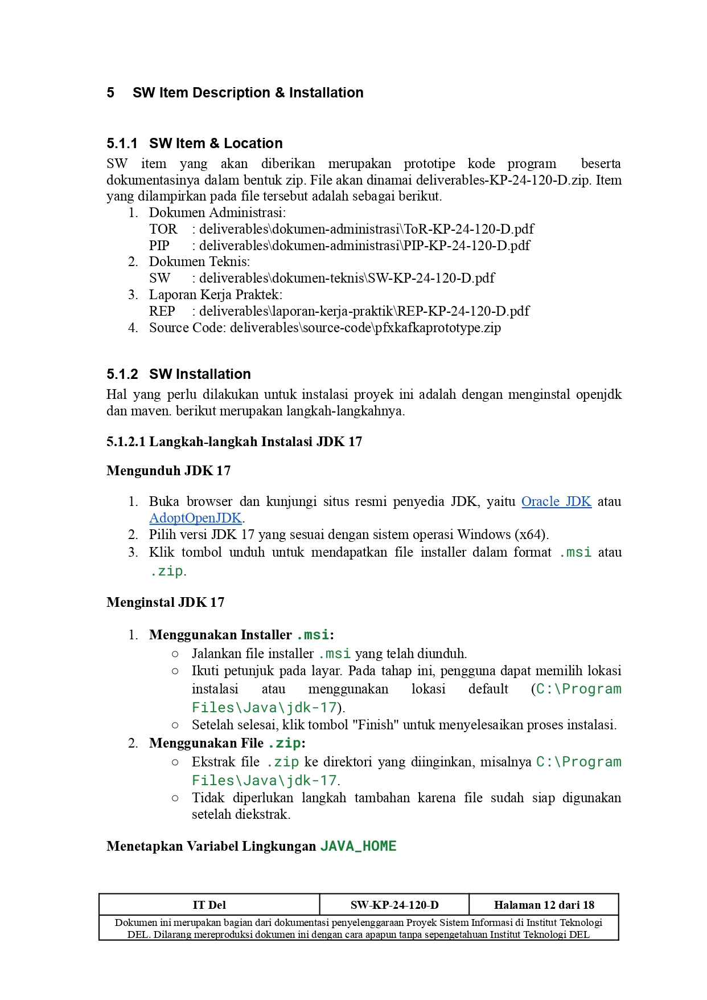 5 SW Item Description & Installation
5.1.1 SW Item & Location
SW item yang akan diberikan merupakan prototipe kode program beserta
dokumentasinya dalam bentuk zip. File akan dinamai deliverables-KP-24-120-D.zip. Item
yang dilampirkan pada file tersebut adalah sebagai berikut.
1. Dokumen Administrasi:
TOR : deliverables\dokumen-administrasi\ToR-KP-24-120-D.pdf
PIP : deliverables\dokumen-administrasi\PIP-KP-24-120-D.pdf
2. Dokumen Teknis:
SW : deliverables\dokumen-teknis\SW-KP-24-120-D.pdf
3. Laporan Kerja Praktek:
REP : deliverables\laporan-kerja-praktik\REP-KP-24-120-D.pdf
4. Source Code: deliverables\source-code\pfxkafkaprototype.zip
5.1.2 SW Installation
Hal yang perlu dilakukan untuk instalasi proyek ini adalah dengan menginstal openjdk
dan maven. berikut merupakan langkah-langkahnya.
5.1.2.1 Langkah-langkah Instalasi JDK 17
Mengunduh JDK 17
1. Buka browser dan kunjungi situs resmi penyedia JDK, yaitu Oracle JDK atau
AdoptOpenJDK.
2. Pilih versi JDK 17 yang sesuai dengan sistem operasi Windows (x64).
3. Klik tombol unduh untuk mendapatkan file installer dalam format .msi atau
.zip.
Menginstal JDK 17
1. Menggunakan Installer .msi:
○ Jalankan file installer .msi yang telah diunduh.
○ Ikuti petunjuk pada layar. Pada tahap ini, pengguna dapat memilih lokasi
instalasi atau menggunakan lokasi default (C:\Program
Files\Java\jdk-17).
○ Setelah selesai, klik tombol "Finish" untuk menyelesaikan proses instalasi.
2. Menggunakan File .zip:
○ Ekstrak file .zip ke direktori yang diinginkan, misalnya C:\Program
Files\Java\jdk-17.
○ Tidak diperlukan langkah tambahan karena file sudah siap digunakan
setelah diekstrak.
Menetapkan Variabel Lingkungan JAVA_HOME
IT Del SW-KP-24-120-D Halaman 12 dari 18
Dokumen ini merupakan bagian dari dokumentasi penyelenggaraan Proyek Sistem Informasi di Institut Teknologi
DEL. Dilarang mereproduksi dokumen ini dengan cara apapun tanpa sepengetahuan Institut Teknologi DEL